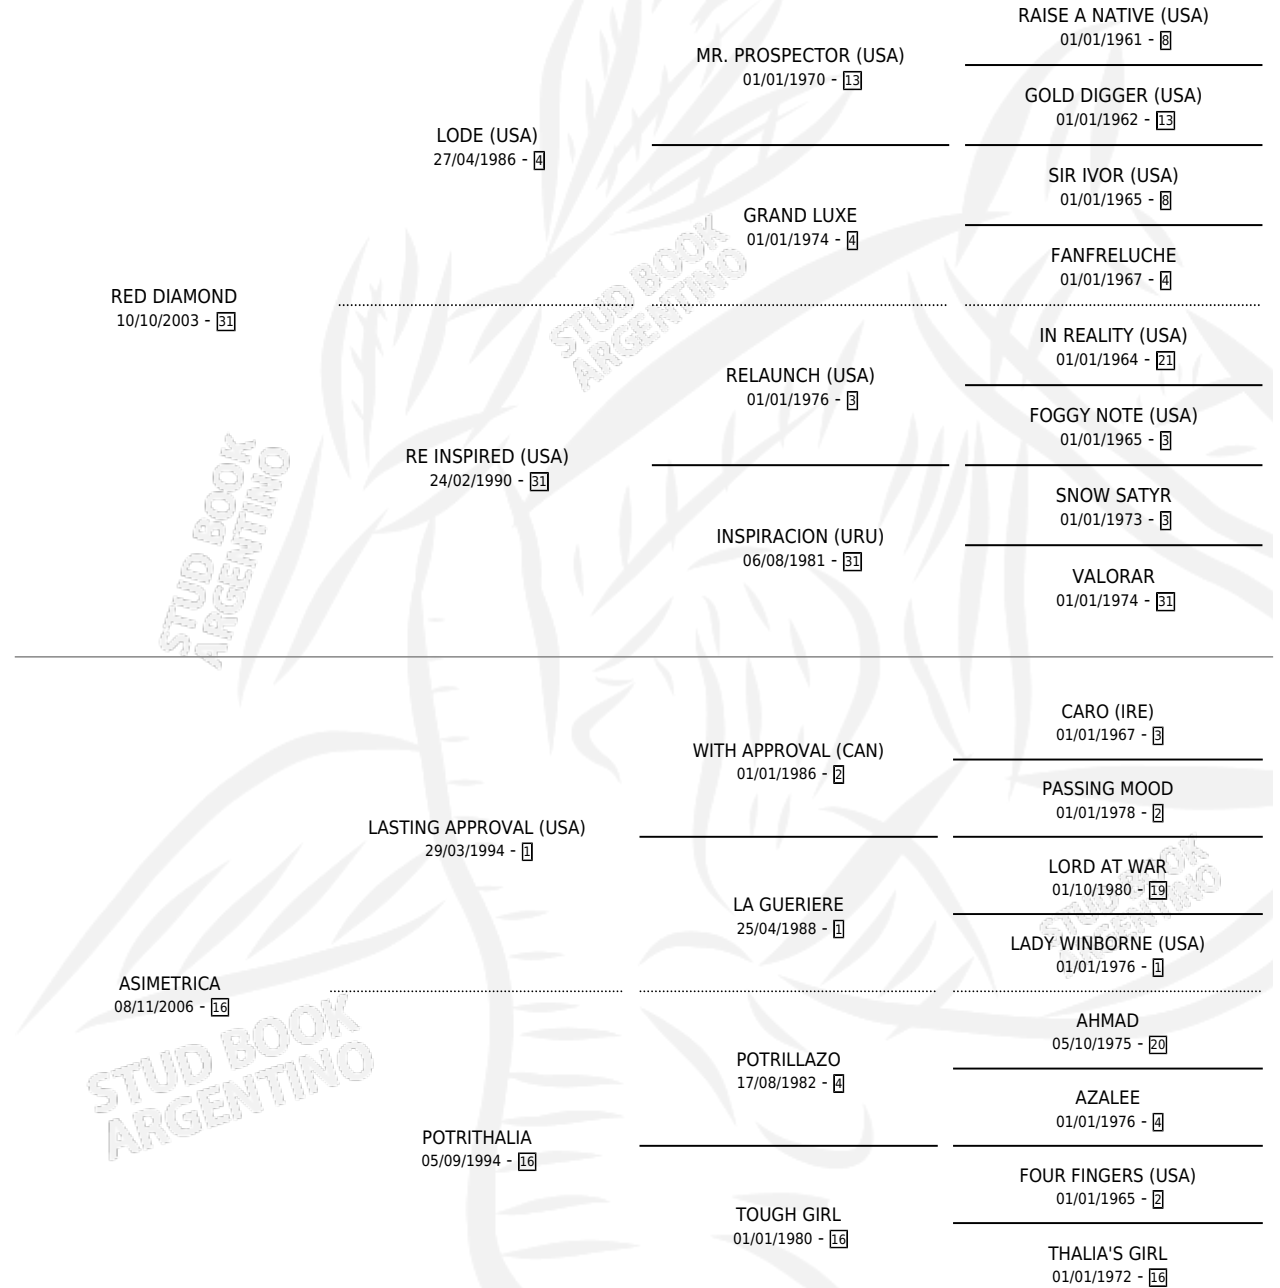 RAISE A NATIVE (USA)
01/01/1961 - 8
MR. PROSPECTOR (USA)
01/01/1970 - 13
GOLD DIGGER (USA)
01/01/1962 - 13
LODE (USA)
27/04/1986 - 4
SIR IVOR (USA)
01/01/1965 - 8
GRAND LUXE
01/01/1974 - 4
FANFRELUCHE
01/01/1967 - 4
RED DIAMOND
10/10/2003 - 31
STUD BOOK
ARGENTINO
IN REALITY (USA)
01/01/1964 - 21
RELAUNCH (USA)
01/01/1976 - 3
FOGGY NOTE (USA)
01/01/1965 - 3
RE INSPIRED (USA)
24/02/1990 - 31
SNOW SATYR
01/01/1973 - 3
INSPIRACION (URU)
06/08/1981 - 31
VALORAR
01/01/1974 - 31
STUD BOOK
ARGENTINO
CARO (IRE)
01/01/1967 - 3
WITH APPROVAL (CAN)
01/01/1986 - 2
PASSING MOOD
01/01/1978 - 2
LASTING APPROVAL (USA)
29/03/1994 - 1
LORD AT WAR
01/10/1980 - 19
LA GUERIERE
25/04/1988 - 1
LADY WINBORNE (USA)
01/01/1976 - 1
STUD BOOK
ARGENTINO
ASIMETRICA
08/11/2006 - 16
AHMAD
05/10/1975 - 20
POTRILLAZO
17/08/1982 - 4
AZALEE
01/01/1976 - 4
STUD BOOK
ARGENTINO
POTRITHALIA
05/09/1994 - 16
FOUR FINGERS (USA)
01/01/1965 - 2
TOUGH GIRL
01/01/1980 - 16
THALIA'S GIRL
01/01/1972 - 16